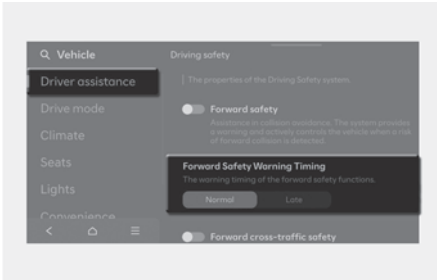 Vehicle
Driving safety
Driver assistance
The properties of the Driving Safety system.
Drive mode
Forward safety
Assistance in collision avoidance. The system provides
a warning and actively controls the vehicle when a risk
of forward collision is detected.
Climate
Seats
Forward Safety Warning Timing
The warning timing of the forward safety functions.
Lights
Normal
Late
Convenience
Forward cross-traffic safety